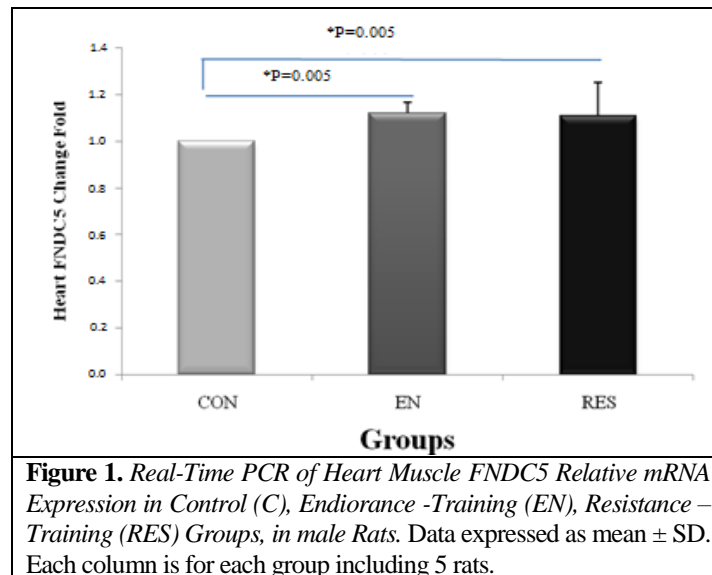 *P=0.005
1.4
*P=0.005
1.2
1.0
0.8
0.6
0.4
0.2
0.0
Heart FNDC5 Change Fold
CON EN RES
Groups
Figure 1. Real-Time PCR of Heart Muscle FNDC5 Relative mRNA
Expression in Control (C), Endiorance -Training (EN), Resistance –
Training (RES) Groups, in male Rats. Data expressed as mean ± SD.
Each column is for each group including 5 rats.